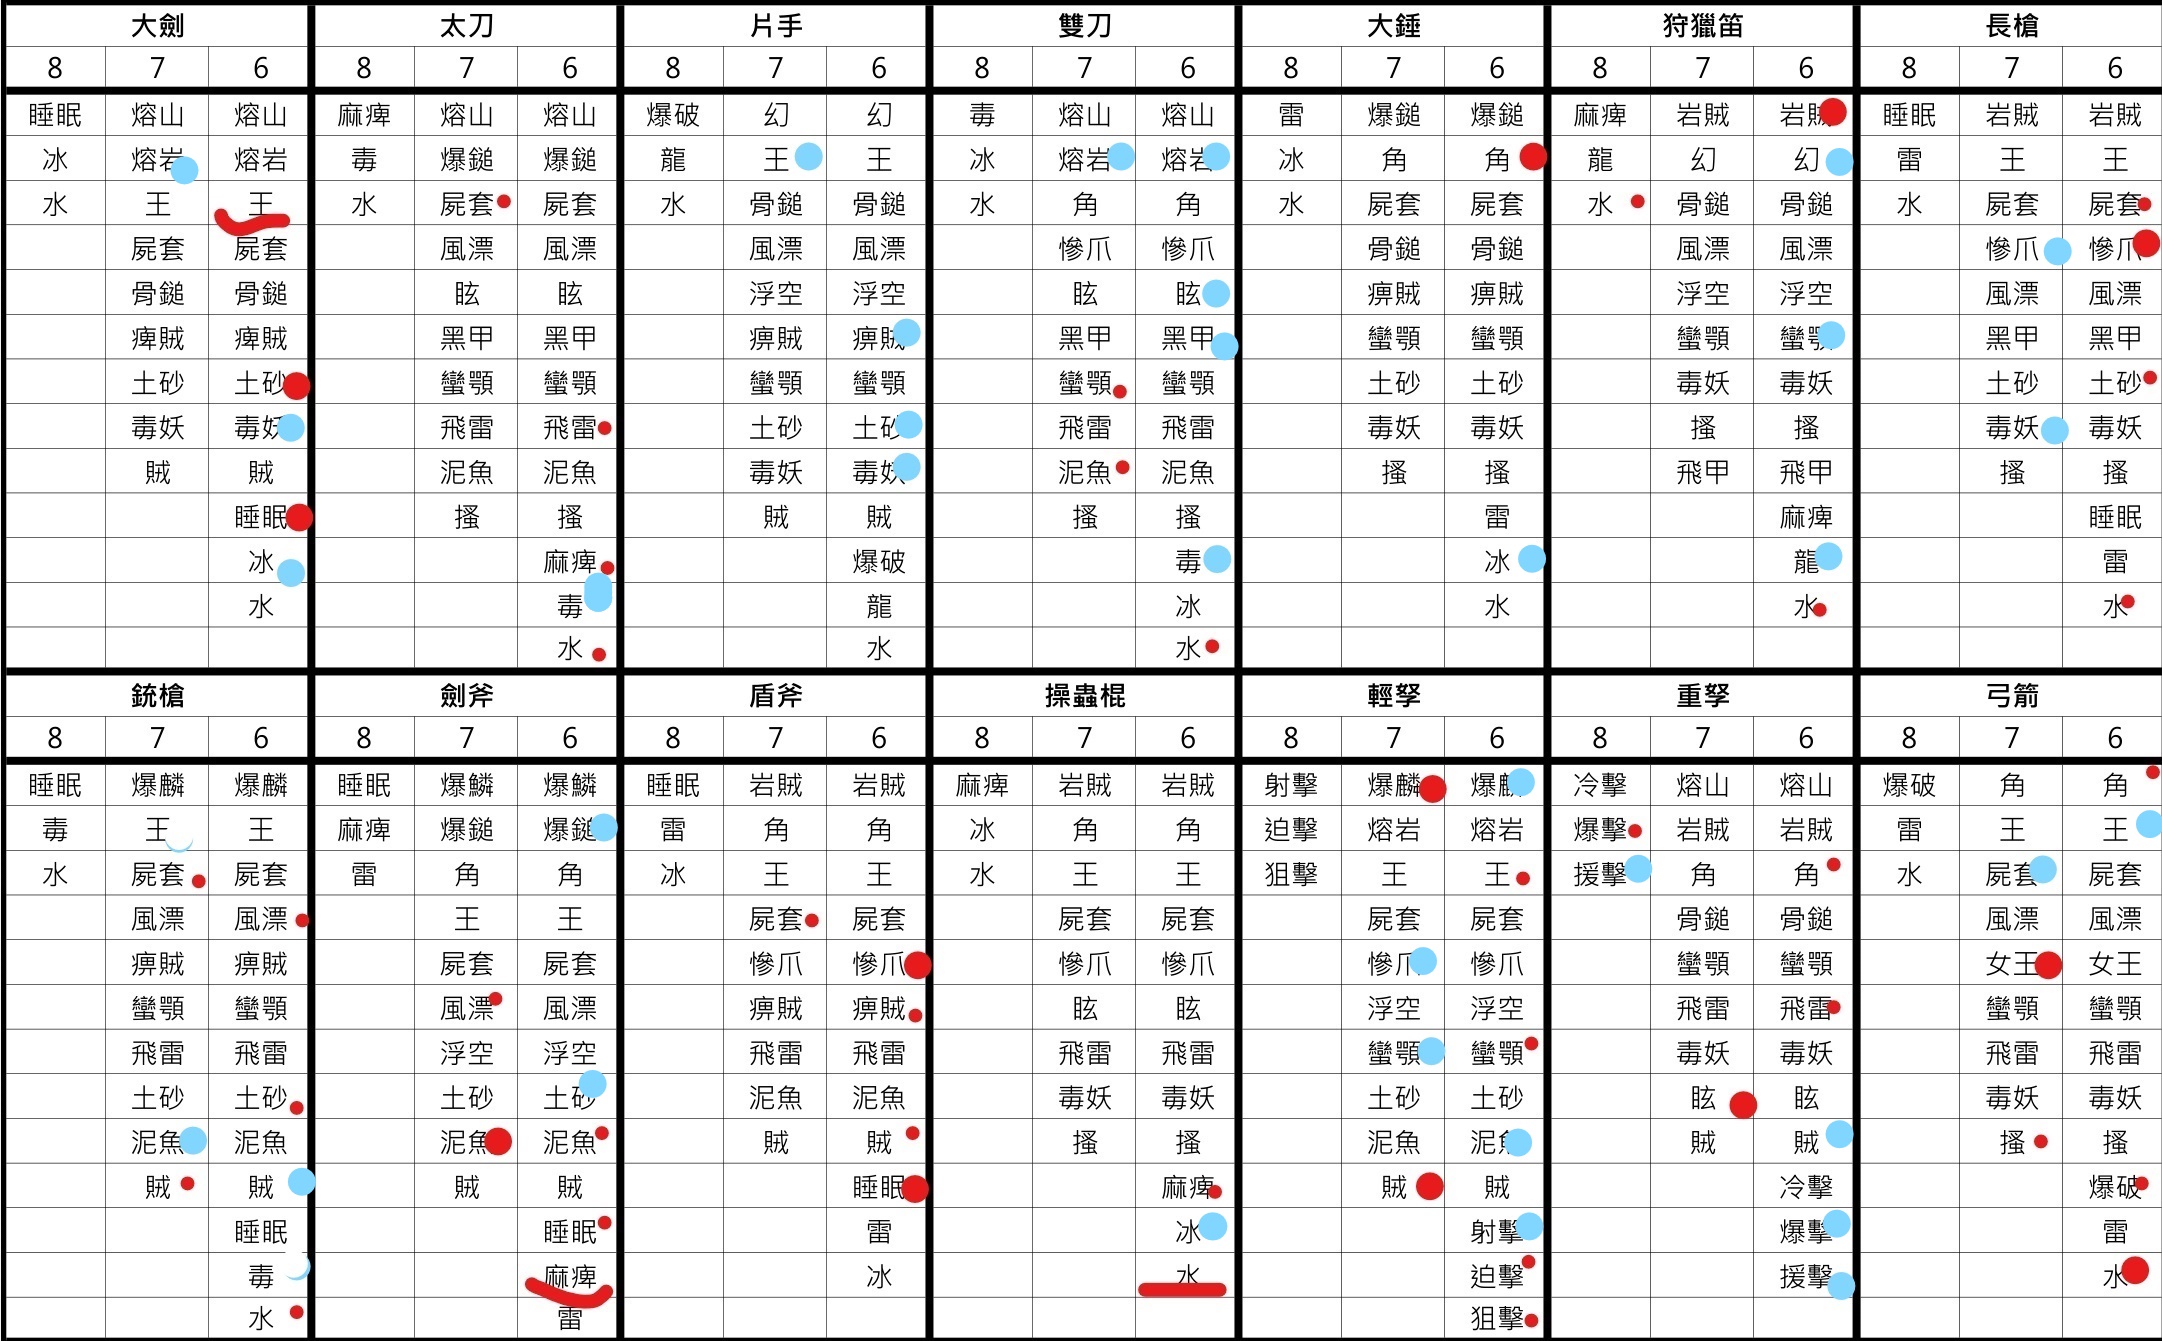 大劍 太刀 片手 雙刀 大錘 狩獵笛 長槍
8 7 6 8 7 6 8 7 6 8 7 6 8 7 6 8 7 6 8 7 6
睡眠 熔山 熔山 麻痺 熔山 熔山 爆破 幻 幻 毒 熔山 熔山 雷 爆鎚 爆鎚 麻痺 岩賊 岩賊 睡眠 岩賊 岩賊
冰 熔岩 熔岩 毒 爆鎚 爆鎚 龍 王 王 冰 熔岩 熔岩 冰 角 角 龍 幻 幻 雷 王 王
水 王 王 水 屍套 屍套 水 骨鎚 骨鎚 水 角 角 水 屍套 屍套 水 骨鎚 骨鎚 水 屍套 屍套
屍套 屍套 風漂 風漂 風漂 風漂 慘爪 慘爪 骨鎚 骨鎚 風漂 風漂 慘爪 慘爪
骨鎚 骨鎚 眩 眩 浮空 浮空 眩 眩 痹賊 痹賊 浮空 浮空 風漂 風漂
痺賊 痺賊 黑甲 黑甲 痹賊 痹賊 黑甲 黑甲 蠻顎 蠻顎 蠻顎 蠻顎 黑甲 黑甲
土砂 土砂 蠻顎 蠻顎 蠻顎 蠻顎 蠻顎 蠻顎 土砂 土砂 毒妖 毒妖 土砂 土砂
毒妖 毒妖 飛雷 飛雷 土砂 土砂 飛雷 飛雷 毒妖 毒妖 搔 搔 毒妖 毒妖
賊 賊 泥魚 泥魚 毒妖 毒妖 泥魚 泥魚 搔 搔 飛甲 飛甲 搔 搔
睡眠 搔 搔 賊 賊 搔 搔 雷 麻痺 睡眠
冰 麻痺 爆破 毒 冰 龍 雷
水 毒 龍 冰 水 水 水
水 水 水
銃槍 劍斧 盾斧 操蟲棍 輕孥 重孥 弓箭
8 7 6 8 7 6 8 7 6 8 7 6 8 7 6 8 7 6 8 7 6
睡眠 爆麟 爆麟 睡眠 爆鱗 爆鱗 睡眠 岩賊 岩賊 麻痺 岩賊 岩賊 射擊 爆麟 爆麟 冷擊 熔山 熔山 爆破 角 角
毒 王 王 麻痺 爆鎚 爆鎚 雷 角 角 冰 角 角 迫擊 熔岩 熔岩 爆擊 岩賊 岩賊 雷 王 王
水 屍套 屍套 雷 角 角 冰 王 王 水 王 王 狙擊 王 王 援擊 角 角 水 屍套 屍套
風漂 風漂 王 王 屍套 屍套 屍套 屍套 屍套 屍套 骨鎚 骨鎚 風漂 風漂
痹賊 痹賊 屍套 屍套 慘爪 慘爪 慘爪 慘爪 慘爪 慘爪 蠻顎 蠻顎 女王 女王
蠻顎 蠻顎 風漂 風漂 痹賊 痹賊 眩 眩 浮空 浮空 飛雷 飛雷 蠻顎 蠻顎
飛雷 飛雷 浮空 浮空 飛雷 飛雷 飛雷 飛雷 蠻顎 蠻顎 毒妖 毒妖 飛雷 飛雷
土砂 土砂 土砂 土砂 泥魚 泥魚 毒妖 毒妖 土砂 土砂 眩 眩 毒妖 毒妖
泥魚 泥魚 泥魚 泥魚 賊 賊 搔 搔 泥魚 泥魚 賊 賊 搔 搔
賊 賊 賊 賊 睡眠 麻痺 賊 賊 冷擊 爆破
睡眠 睡眠 雷 冰 射擊 爆擊 雷
毒 麻痺 冰 水 迫擊 援擊 水
水 雷 狙擊